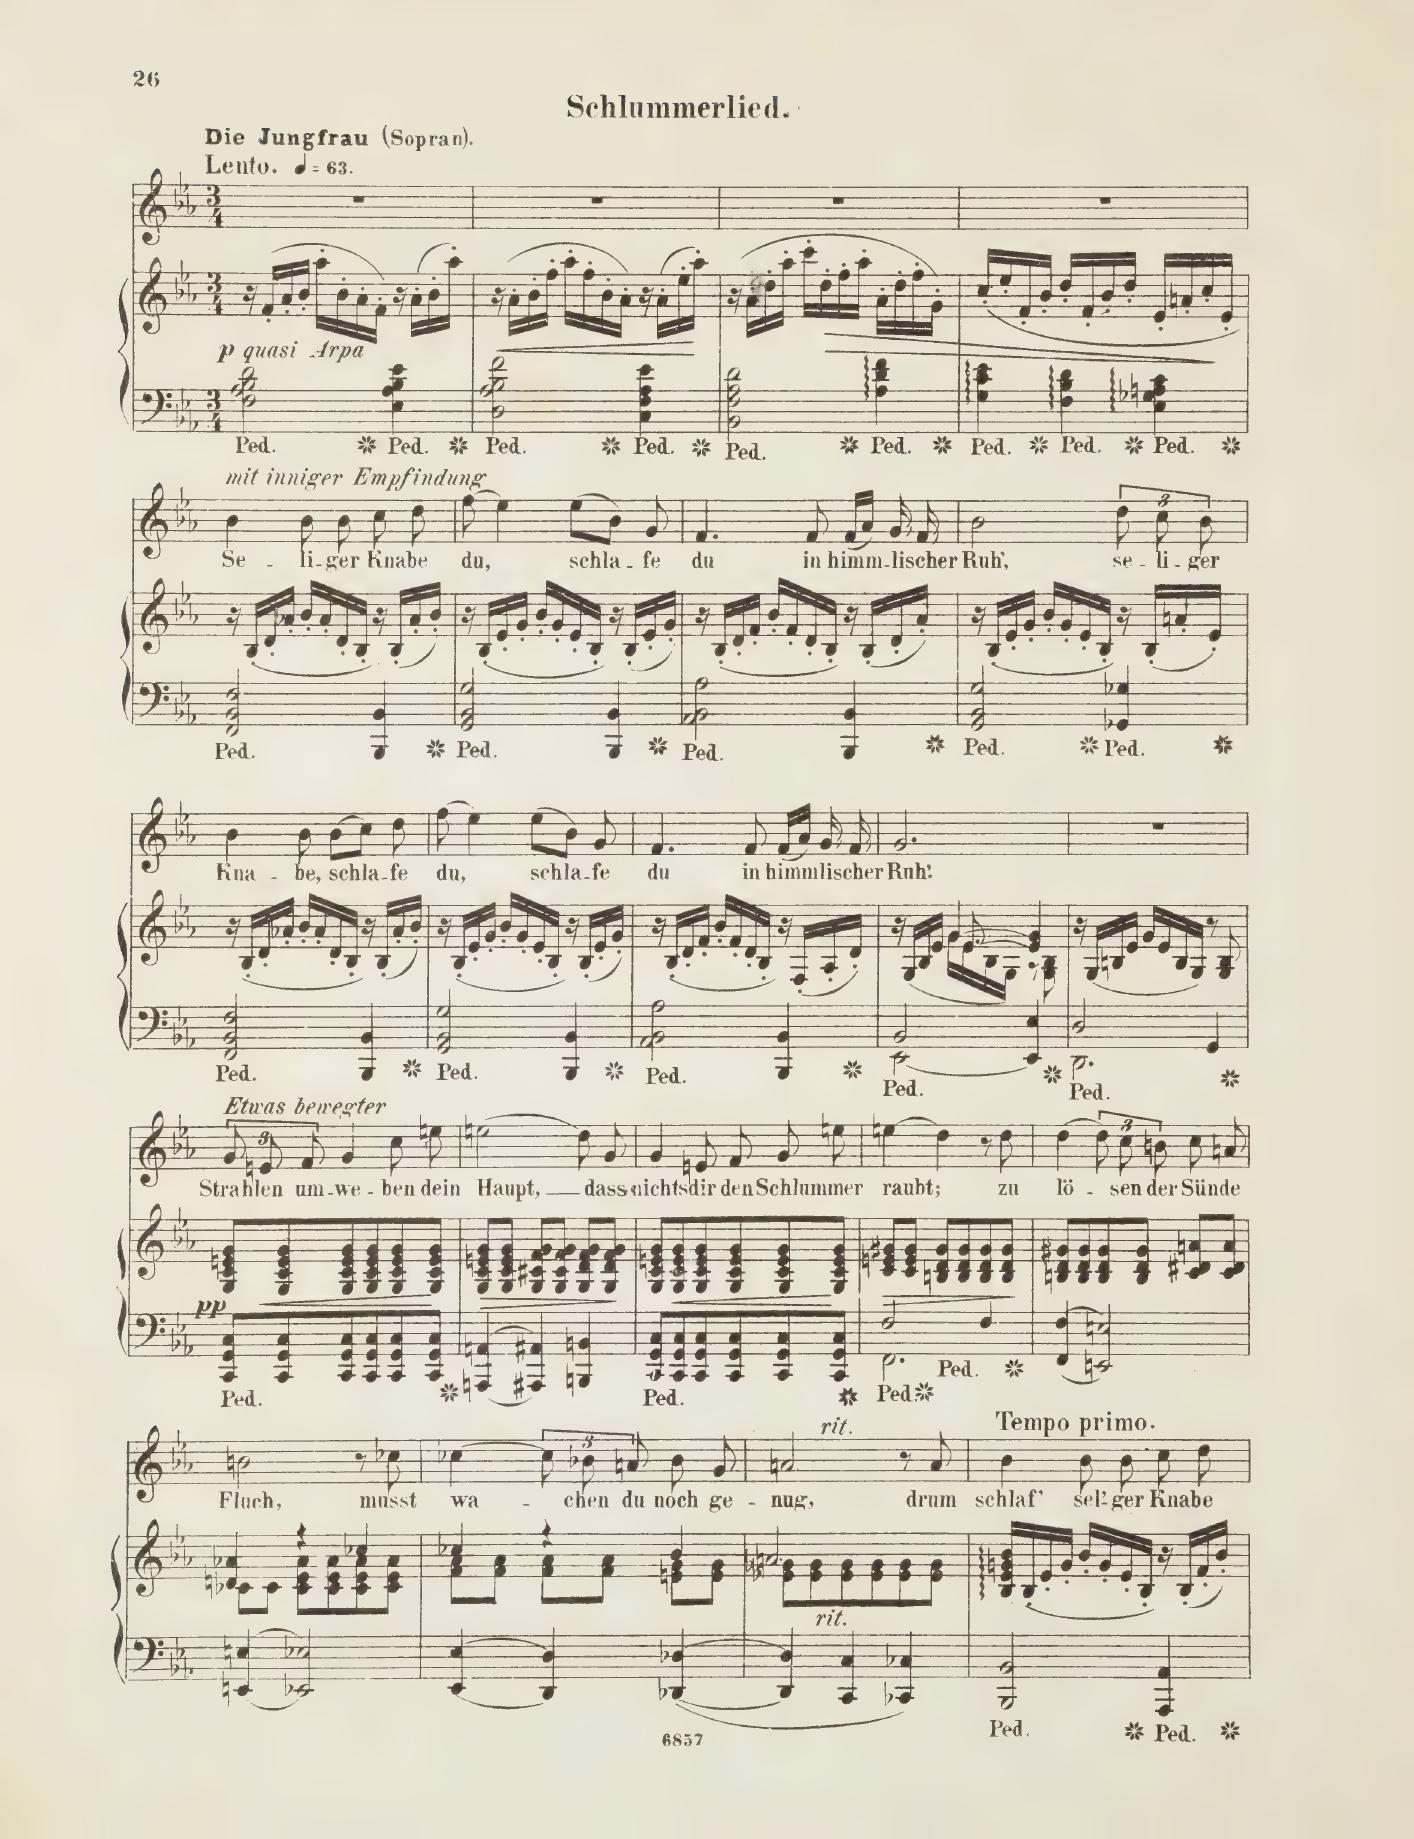 26
Schlummerlied.
Die Jungfrau (Sopran).
Lento. ♩ = 63.
p quasi Arpa
Ped. Ped. Ped. Ped. Ped. Ped. Ped. Ped. Ped.
mit inniger Empfindung
Se - li-ger Knabe du, schla-fe du in himm-lischer Ruh', se-li-ger
3
Ped. Ped. Ped. Ped. Ped.
Kna - be, schla-fe du, schla-fe du in himmlischer Ruh'.
Ped. Ped. Ped. Ped. Ped.
Etwas bewegter
3 3
Strahlen um-we-ben dein Haupt, — dass nichts dir den Schlummer raubt; zu lö - sen der Sünde
pp
Ped. Ped. Ped. Ped.
rit. Tempo primo.
3
Fluch, musst wa - chen du noch ge - nug, drum schlaf' sel'-ger Knabe
rit.
Ped. Ped.
6857